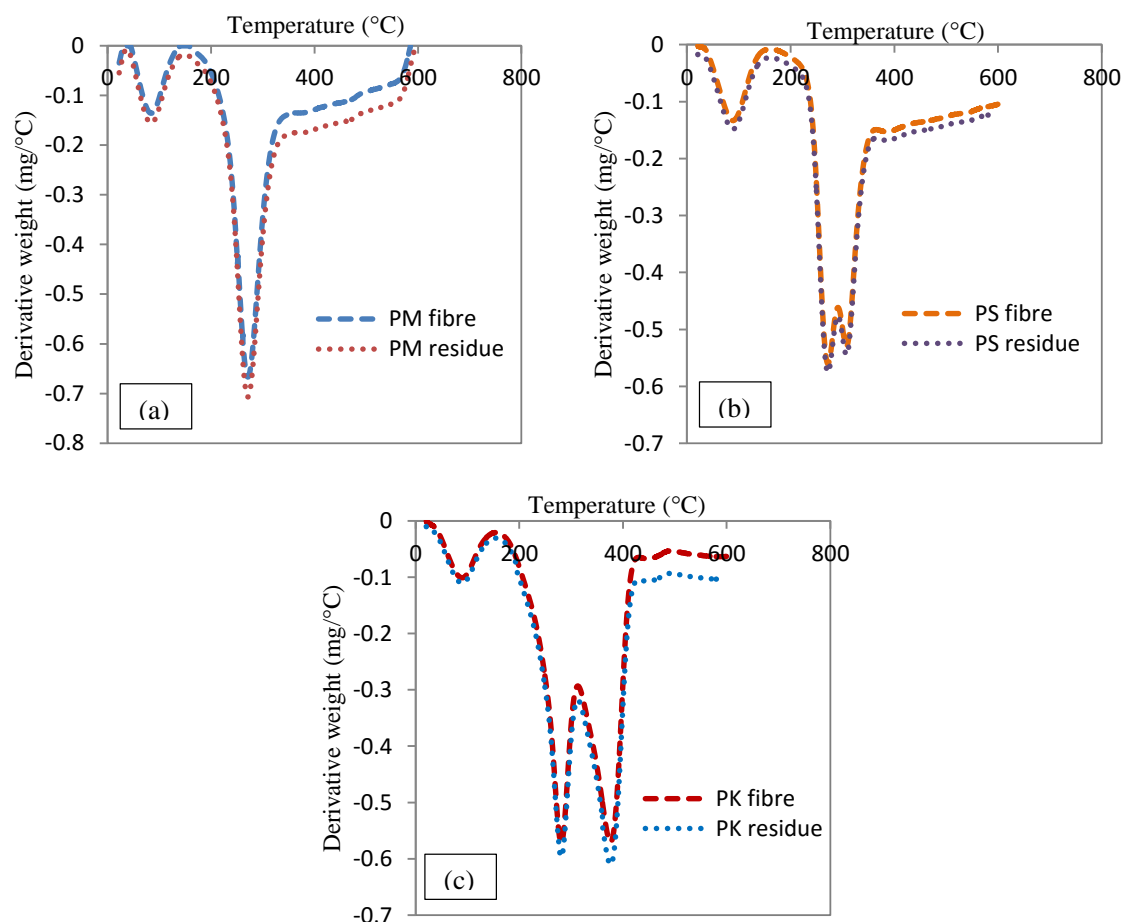 Temperature (°C)
0 200 400 600 800
0
-0.1
-0.2
-0.3
-0.4
-0.5
-0.6
-0.7
-0.8
Derivative weight (mg/°C)
PM fibre
PM residue
(a)
Temperature (°C)
0 200 400 600 800
0
-0.1
-0.2
-0.3
-0.4
-0.5
-0.6
-0.7
Derivative weight (mg/°C)
PS fibre
PS residue
(b)
Temperature (°C)
0 200 400 600 800
0
-0.1
-0.2
-0.3
-0.4
-0.5
-0.6
-0.7
Derivative weight (mg/°C)
PK fibre
PK residue
(c)